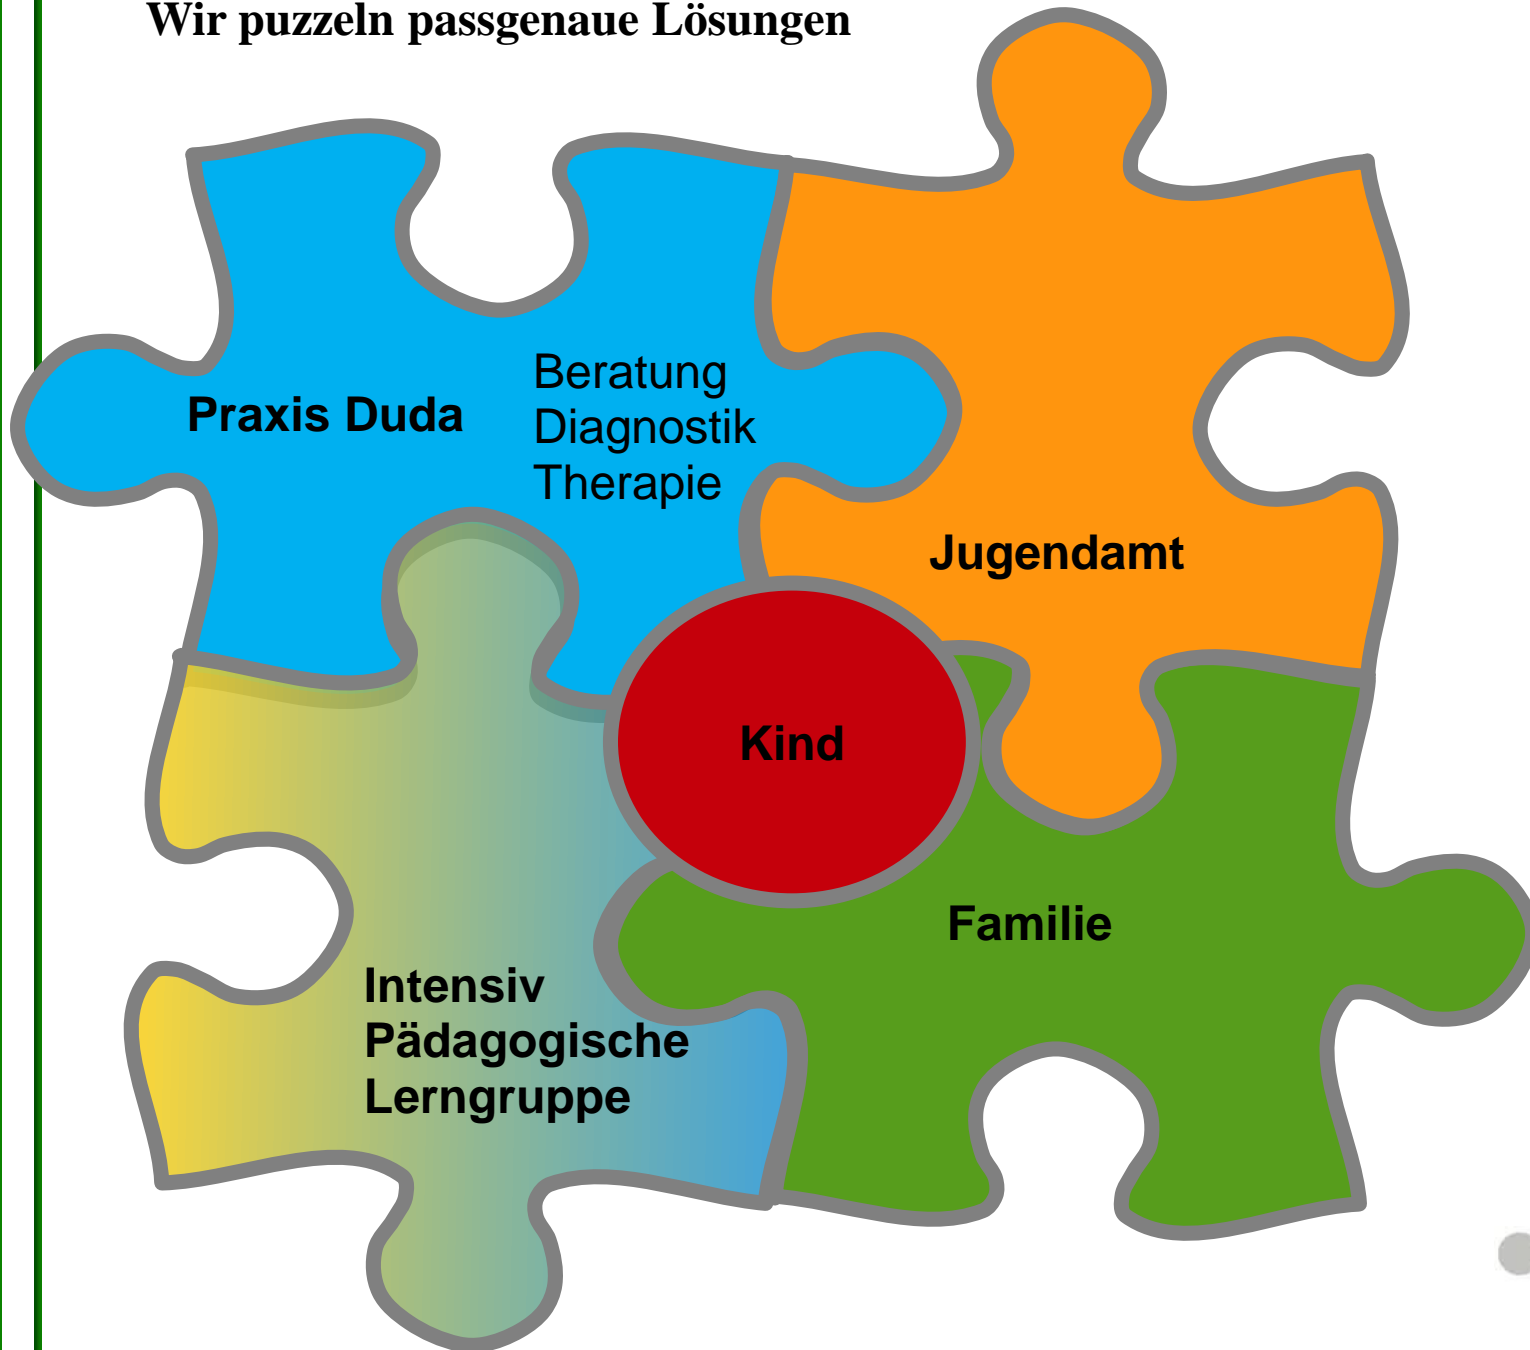 Wir puzzeln passgenaue Lösungen
Praxis Duda
Beratung
Diagnostik
Therapie
Jugendamt
Kind
Familie
Intensiv
Pädagogische
Lerngruppe